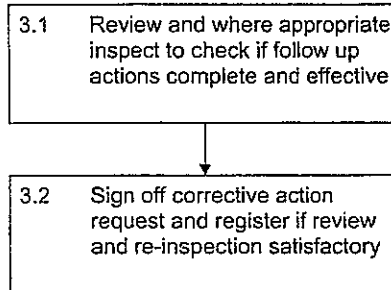 3.1 Review and where appropriate
inspect to check if follow up
actions complete and effective
3.2 Sign off corrective action
request and register if review
and re-inspection satisfactory